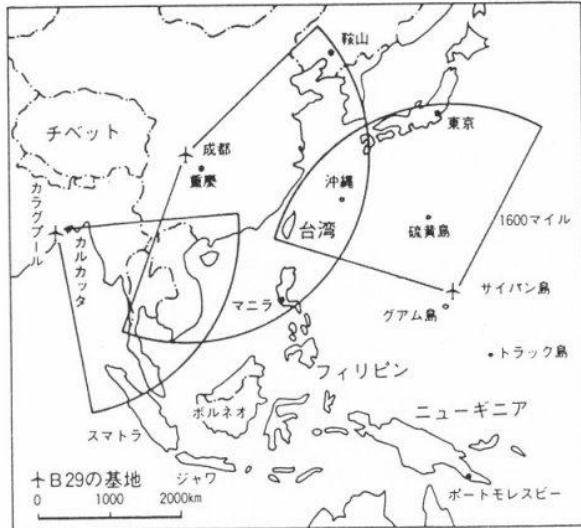 鞍山
チベット
成都
重慶
東京
沖縄
カラグプール
カルカッタ
台湾
硫黄島
1600マイル
マニラ
サイパン島
グアム島
トラック島
フィリピン
ボルネオ
ニューギニア
スマトラ
ジャワ
B29の基地
ポートモレスビー
0 1000 2000km